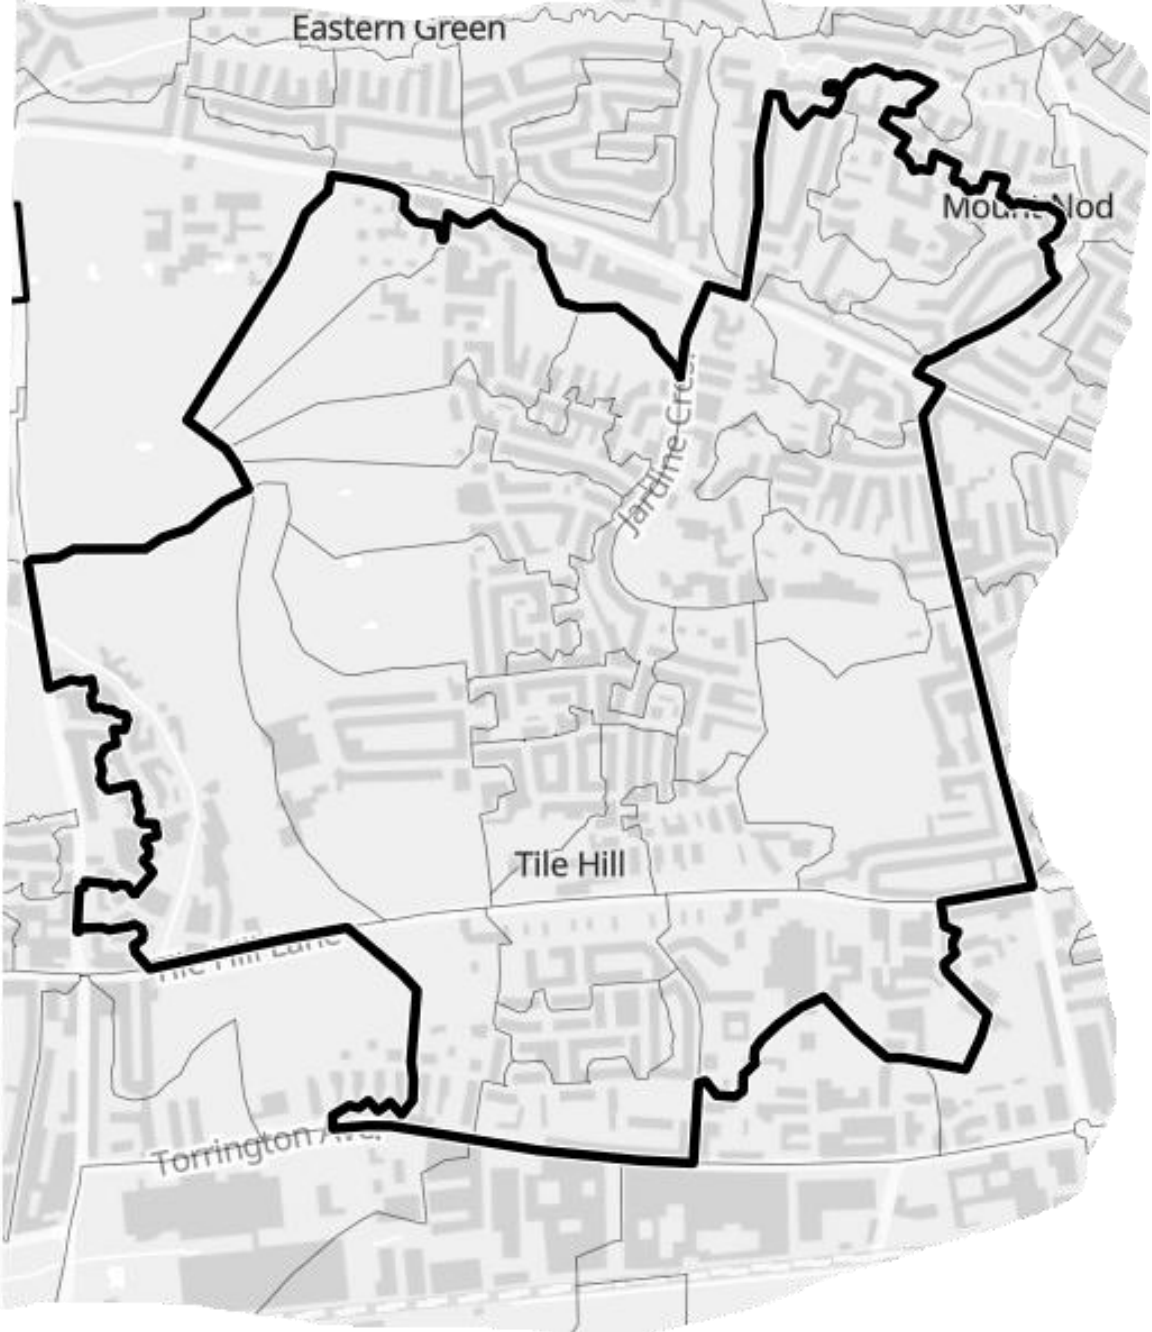 Eastern Green
Mount Nod
Jardine Cres.
Tile Hill
Tile Hill Lane
Torrington Ave.